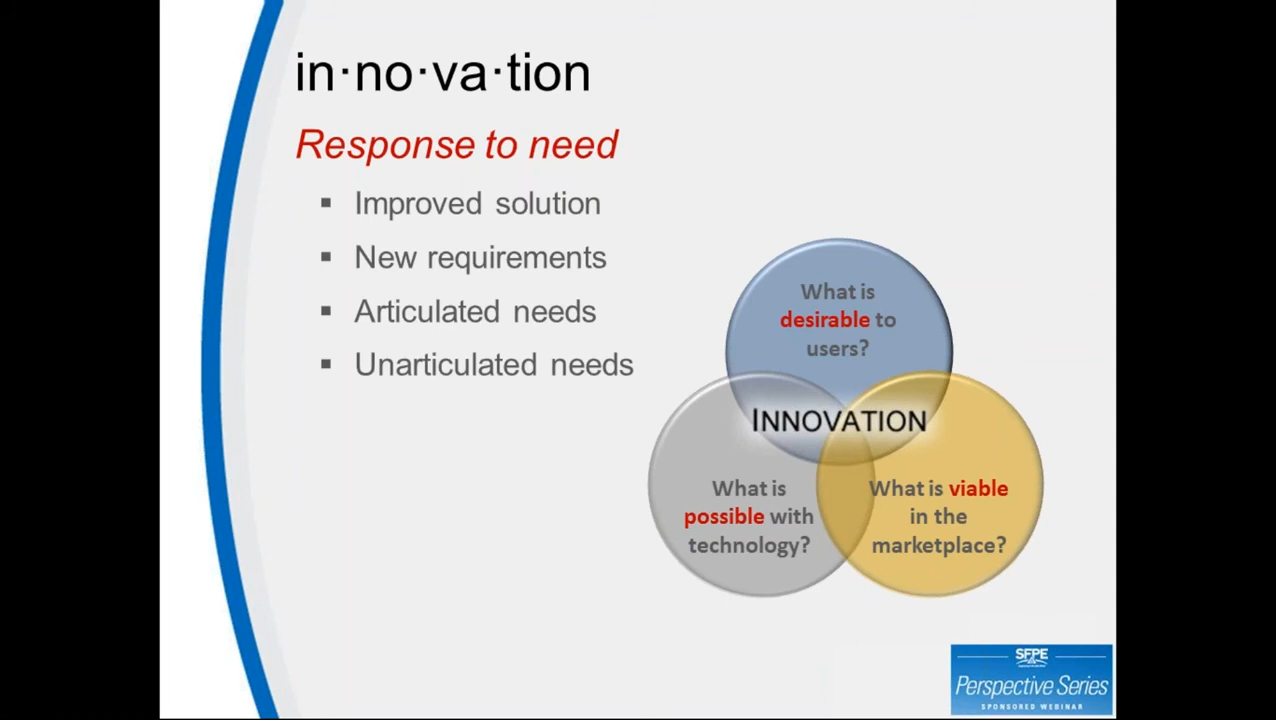 in·no·va·tion
Response to need
▪ Improved solution
▪ New requirements
▪ Articulated needs
▪ Unarticulated needs
What is
desirable to
users?
INNOVATION
What is
possible with
technology?
What is viable
in the
marketplace?
SFPE
Perspective Series
SPONSORED WEBINAR